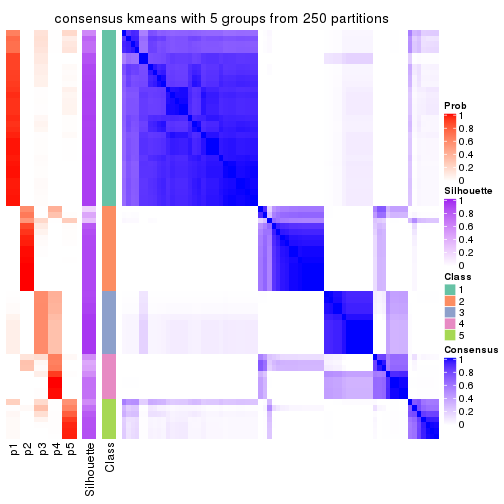 consensus kmeans with 5 groups from 250 partitions
Prob
1
0.8
0.6
0.4
0.2
0
Silhouette
1
0.8
0.6
0.4
0.2
0
Class
1
2
3
4
5
Consensus
1
0.8
0.6
0.4
0.2
0
p1
p2
p3
p4
p5
Silhouette
Class